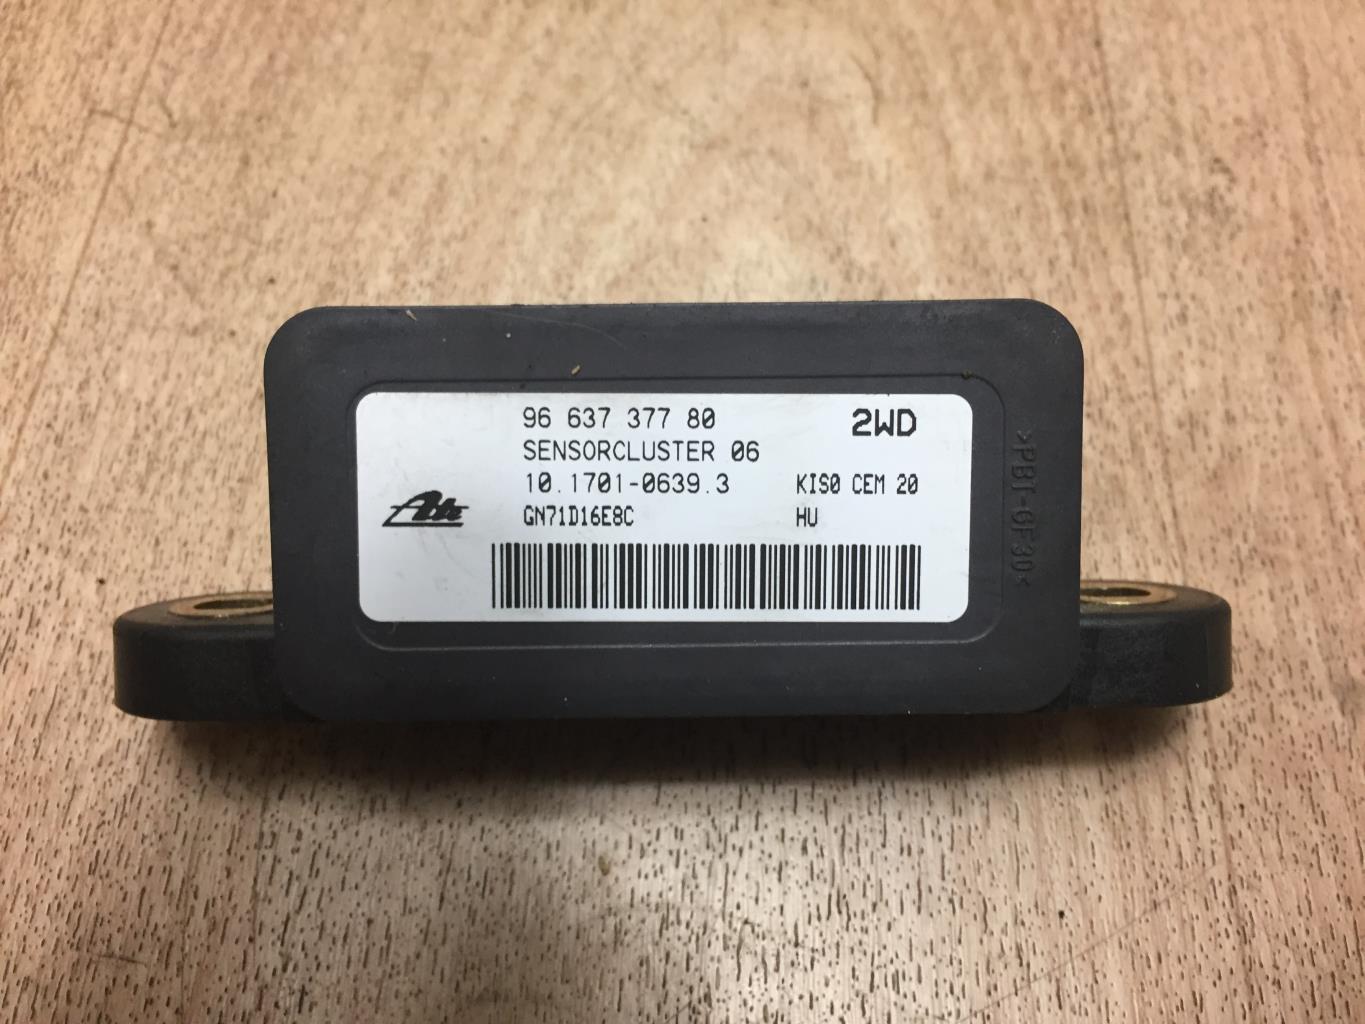 96 637 377 80
2WD
SENSORCLUSTER 06
10.1701-0639.3
KIS0 CEM 20
Ate
GN71D16E8C
HU
>PBT-GF30<